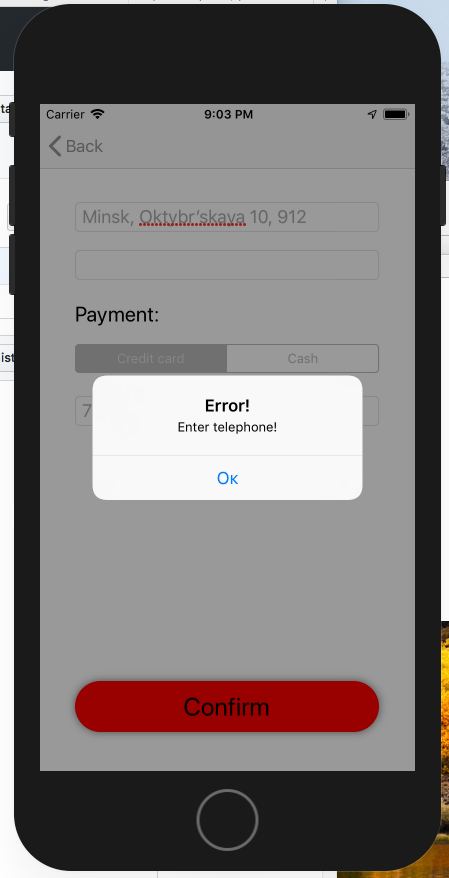 Carrier 9:03 PM
Back
Minsk, Oktybr'skaya 10, 912
Payment:
Credit card Cash
7
Error!
Enter telephone!
Ок
Confirm